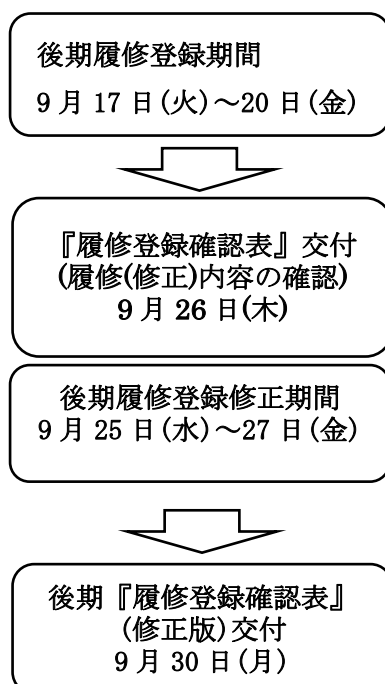 後期履修登録期間
9月17日(火)～20日(金)
『履修登録確認表』交付
(履修(修正)内容の確認)
9月26日(木)
後期履修登録修正期間
9月25日(水)～27日(金)
後期『履修登録確認表』
(修正版)交付
9月30日(月)